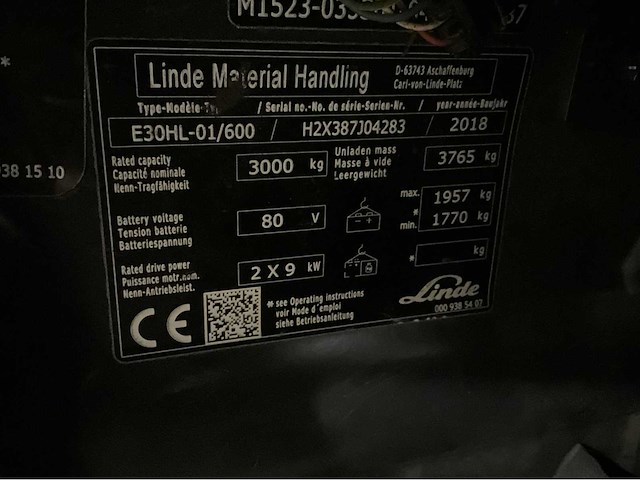 M1523-03
Linde Material Handling
D-63743 Aschaffenburg
Carl-von-Linde-Platz
Type-Modèle-Typ / Serial no.-No. de série-Serien-Nr. / year-année-Baujahr
E30HL-01/600 / H2X387J04283 / 2018
Rated capacity
Capacité nominale
Nenn-Tragfähigkeit
3000 kg
Unladen mass
Masse à vide
Leergewicht
3765 kg
Battery voltage
Tension batterie
Batteriespannung
80 V
max. 1957 kg
*
min. 1770 kg
Rated drive power
Puissance motr.nom.
Nenn-Antriebsleist.
2 X 9 kW
* kg
CE
* see Operating instructions
voir Mode d´emploi
siehe Betriebsanleitung
Linde
000 938 54 07
*
38 15 10